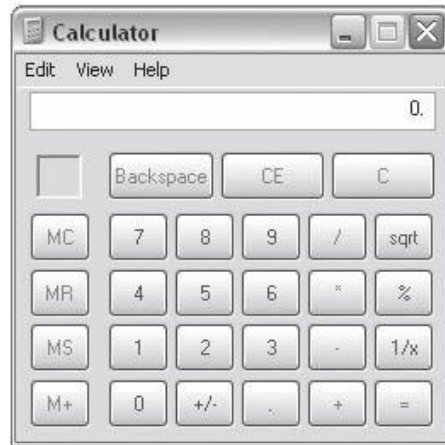 Calculator
Edit View Help
0.
Backspace CE C
MC 7 8 9 / sqrt
MR 4 5 6 * %
MS 1 2 3 - 1/x
M+ 0 +/- . + =